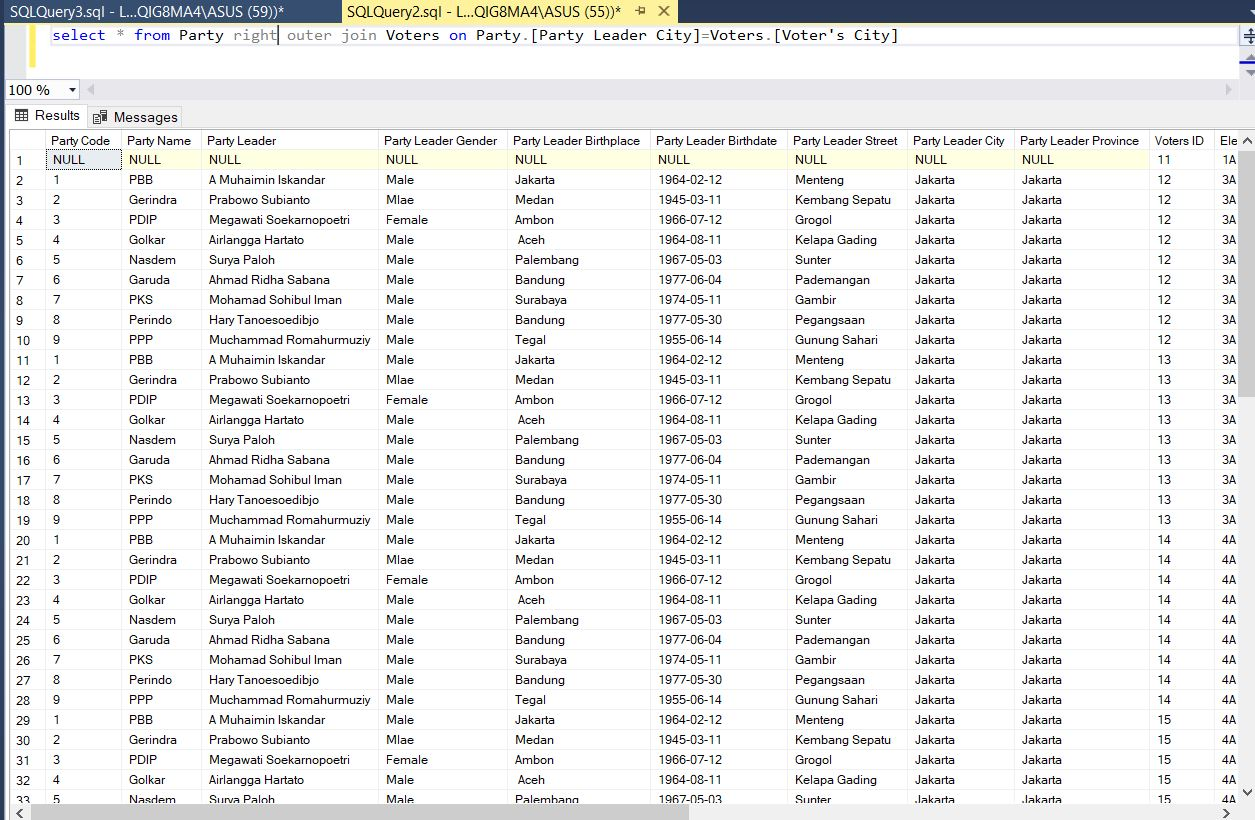 SQLQuery3.sql - L...QIG8MA4\ASUS (59))* SQLQuery2.sql - L...QIG8MA4\ASUS (55))*
select * from Party right outer join Voters on Party.[Party Leader City]=Voters.[Voter's City]
100 %
Results Messages
Party Code Party Name Party Leader Party Leader Gender Party Leader Birthplace Party Leader Birthdate Party Leader Street Party Leader City Party Leader Province Voters ID Ele
1 NULL NULL NULL NULL NULL NULL NULL NULL NULL 11 1A
2 1 PBB A Muhaimin Iskandar Male Jakarta 1964-02-12 Menteng Jakarta Jakarta 12 3A
3 2 Gerindra Prabowo Subianto Mlae Medan 1945-03-11 Kembang Sepatu Jakarta Jakarta 12 3A
4 3 PDIP Megawati Soekarnopoetri Female Ambon 1966-07-12 Grogol Jakarta Jakarta 12 3A
5 4 Golkar Airlangga Hartato Male Aceh 1964-08-11 Kelapa Gading Jakarta Jakarta 12 3A
6 5 Nasdem Surya Paloh Male Palembang 1967-05-03 Sunter Jakarta Jakarta 12 3A
7 6 Garuda Ahmad Ridha Sabana Male Bandung 1977-06-04 Pademangan Jakarta Jakarta 12 3A
8 7 PKS Mohamad Sohibul Iman Male Surabaya 1974-05-11 Gambir Jakarta Jakarta 12 3A
9 8 Perindo Hary Tanoesoedibjo Male Bandung 1977-05-30 Pegangsaan Jakarta Jakarta 12 3A
10 9 PPP Muchammad Romahurmuziy Male Tegal 1955-06-14 Gunung Sahari Jakarta Jakarta 12 3A
11 1 PBB A Muhaimin Iskandar Male Jakarta 1964-02-12 Menteng Jakarta Jakarta 13 3A
12 2 Gerindra Prabowo Subianto Mlae Medan 1945-03-11 Kembang Sepatu Jakarta Jakarta 13 3A
13 3 PDIP Megawati Soekarnopoetri Female Ambon 1966-07-12 Grogol Jakarta Jakarta 13 3A
14 4 Golkar Airlangga Hartato Male Aceh 1964-08-11 Kelapa Gading Jakarta Jakarta 13 3A
15 5 Nasdem Surya Paloh Male Palembang 1967-05-03 Sunter Jakarta Jakarta 13 3A
16 6 Garuda Ahmad Ridha Sabana Male Bandung 1977-06-04 Pademangan Jakarta Jakarta 13 3A
17 7 PKS Mohamad Sohibul Iman Male Surabaya 1974-05-11 Gambir Jakarta Jakarta 13 3A
18 8 Perindo Hary Tanoesoedibjo Male Bandung 1977-05-30 Pegangsaan Jakarta Jakarta 13 3A
19 9 PPP Muchammad Romahurmuziy Male Tegal 1955-06-14 Gunung Sahari Jakarta Jakarta 13 3A
20 1 PBB A Muhaimin Iskandar Male Jakarta 1964-02-12 Menteng Jakarta Jakarta 14 4A
21 2 Gerindra Prabowo Subianto Mlae Medan 1945-03-11 Kembang Sepatu Jakarta Jakarta 14 4A
22 3 PDIP Megawati Soekarnopoetri Female Ambon 1966-07-12 Grogol Jakarta Jakarta 14 4A
23 4 Golkar Airlangga Hartato Male Aceh 1964-08-11 Kelapa Gading Jakarta Jakarta 14 4A
24 5 Nasdem Surya Paloh Male Palembang 1967-05-03 Sunter Jakarta Jakarta 14 4A
25 6 Garuda Ahmad Ridha Sabana Male Bandung 1977-06-04 Pademangan Jakarta Jakarta 14 4A
26 7 PKS Mohamad Sohibul Iman Male Surabaya 1974-05-11 Gambir Jakarta Jakarta 14 4A
27 8 Perindo Hary Tanoesoedibjo Male Bandung 1977-05-30 Pegangsaan Jakarta Jakarta 14 4A
28 9 PPP Muchammad Romahurmuziy Male Tegal 1955-06-14 Gunung Sahari Jakarta Jakarta 14 4A
29 1 PBB A Muhaimin Iskandar Male Jakarta 1964-02-12 Menteng Jakarta Jakarta 15 4A
30 2 Gerindra Prabowo Subianto Mlae Medan 1945-03-11 Kembang Sepatu Jakarta Jakarta 15 4A
31 3 PDIP Megawati Soekarnopoetri Female Ambon 1966-07-12 Grogol Jakarta Jakarta 15 4A
32 4 Golkar Airlangga Hartato Male Aceh 1964-08-11 Kelapa Gading Jakarta Jakarta 15 4A
33 5 Nasdem Surya Paloh Male Palembang 1967-05-03 Sunter Jakarta Jakarta 15 4A